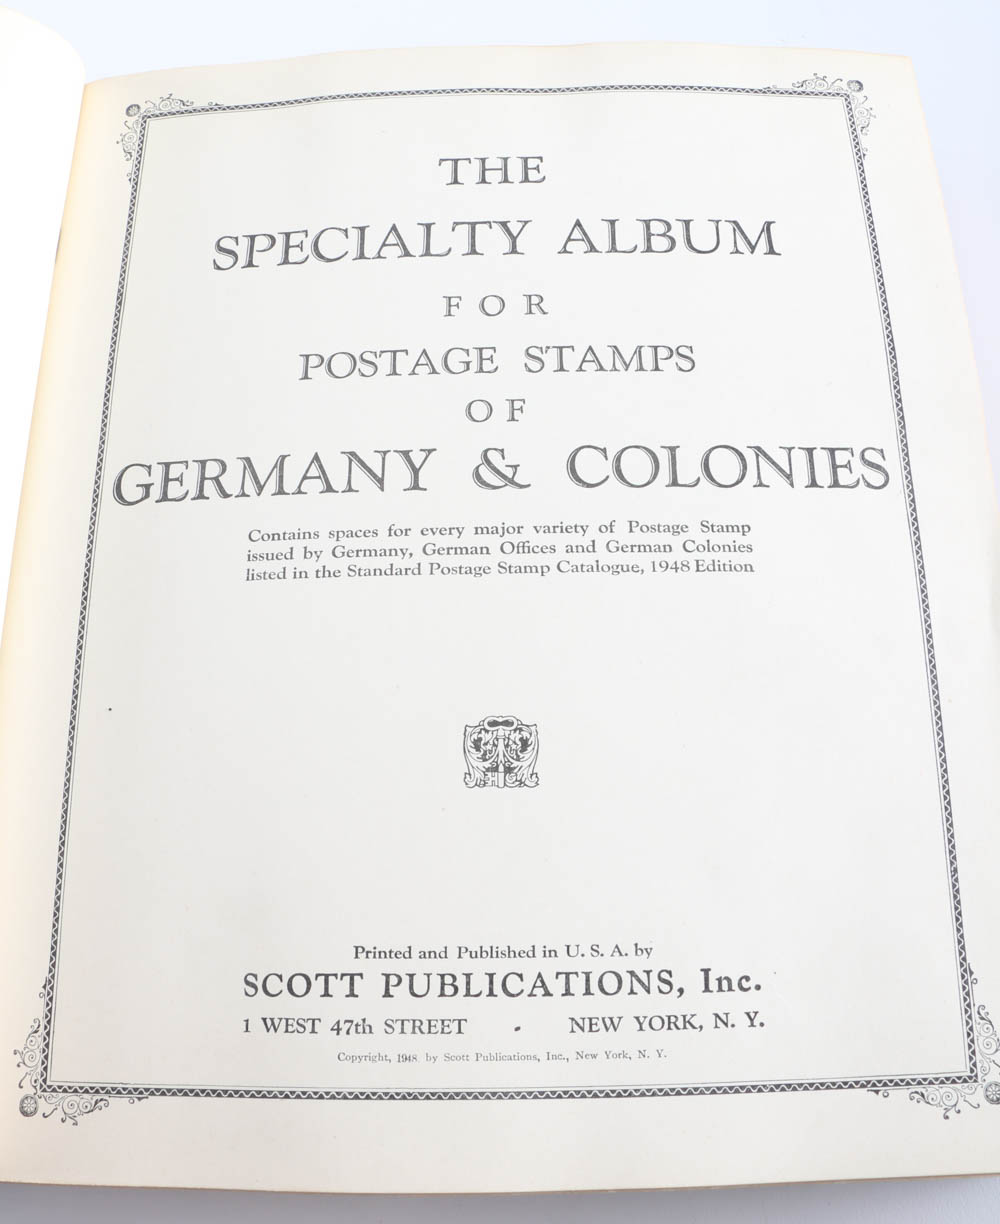 THE
SPECIALTY ALBUM
FOR
POSTAGE STAMPS
OF
GERMANY & COLONIES
Contains spaces for every major variety of Postage Stamp
issued by Germany, German Offices and German Colonies
listed in the Standard Postage Stamp Catalogue, 1948 Edition
Printed and Published in U. S. A. by
SCOTT PUBLICATIONS, Inc.
1 WEST 47th STREET - NEW YORK, N. Y.
Copyright, 1948 by Scott Publications, Inc., New York, N. Y.